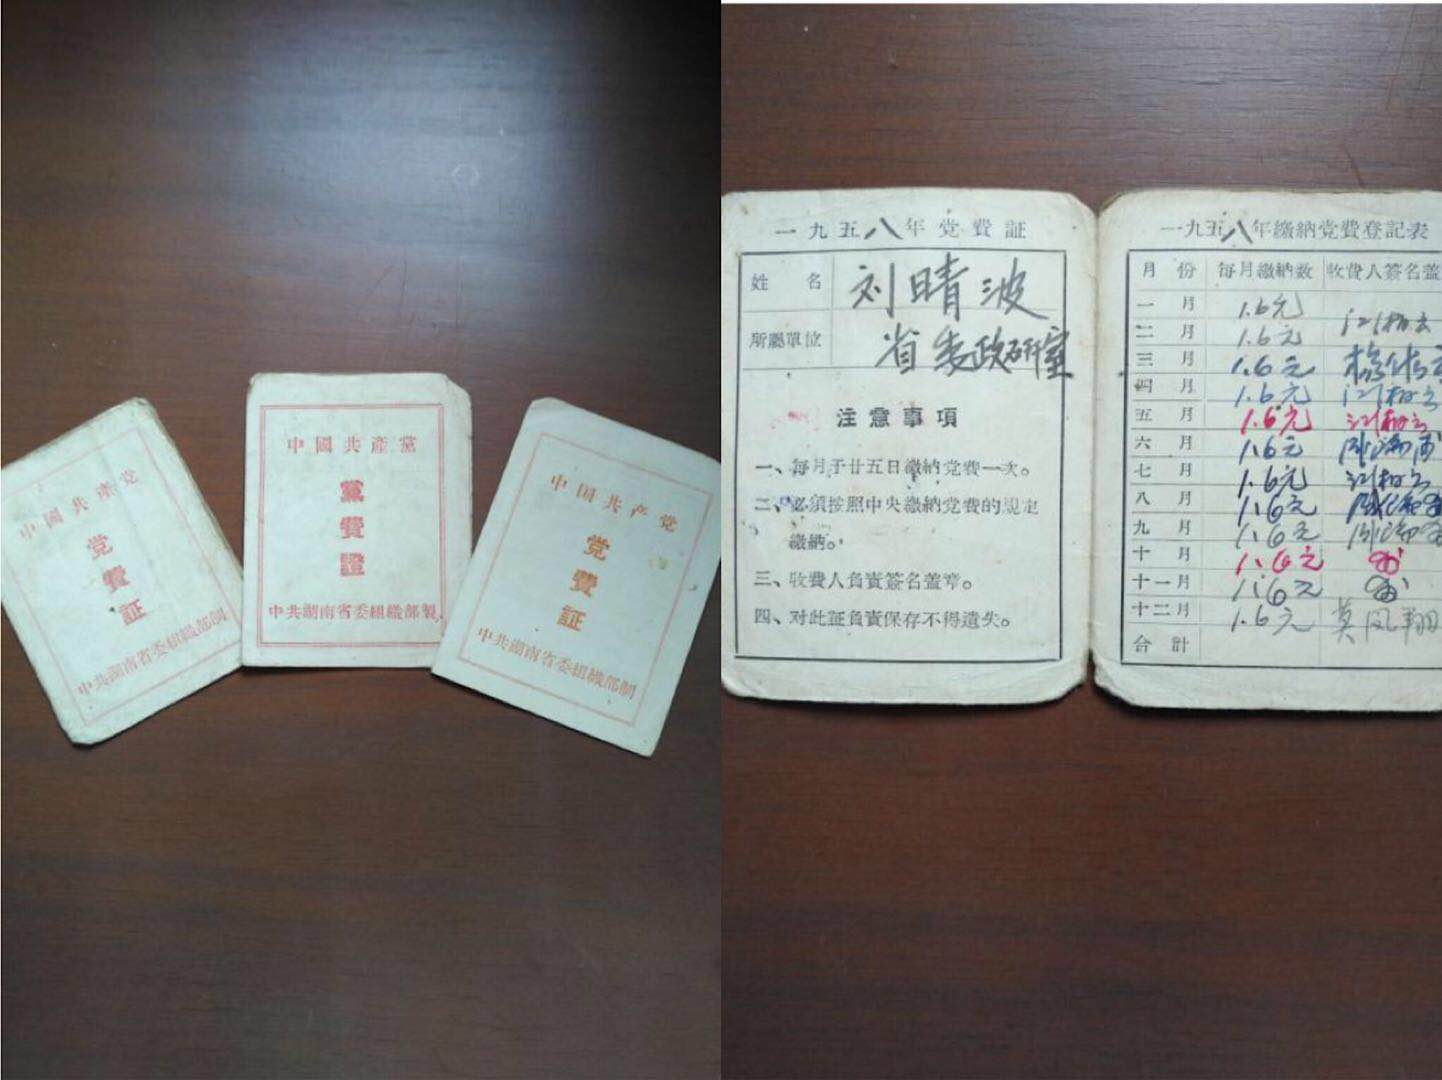 中國共產党
党
費
証
中共湖南省委組織部制
中國共產黨
黨
費
證
中共湖南省委組織部製
中国共产党
党
費
証
中共湖南省委組織部制
一九五八年党費証
姓名 刘晴波
所屬單位 省委政研室
注意事項
一、每月于廿五日繳納党費一次。
二、必須按照中央繳納党費的規定
繳納。
三、收費人負責簽名蓋章。
四、对此証負責保存不得遺失。
一九五八年繳納党費登記表
月份 每月繳納数 收費人簽名蓋
一月 1.6元
二月 1.6元
三月 1.6元
四月 1.6元
五月 1.6元
六月 1.6元
七月 1.6元
八月 1.6元
九月 1.6元
十月 1.6元
十一月 1.6元
十二月 1.6元 莫凤翔
合計